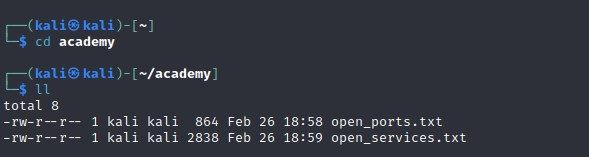 ┌──(kali㉿kali)-[~]
└─$ cd academy
┌──(kali㉿kali)-[~/academy]
└─$ ll
total 8
-rw-r--r-- 1 kali kali  864 Feb 26 18:58 open_ports.txt
-rw-r--r-- 1 kali kali 2838 Feb 26 18:59 open_services.txt